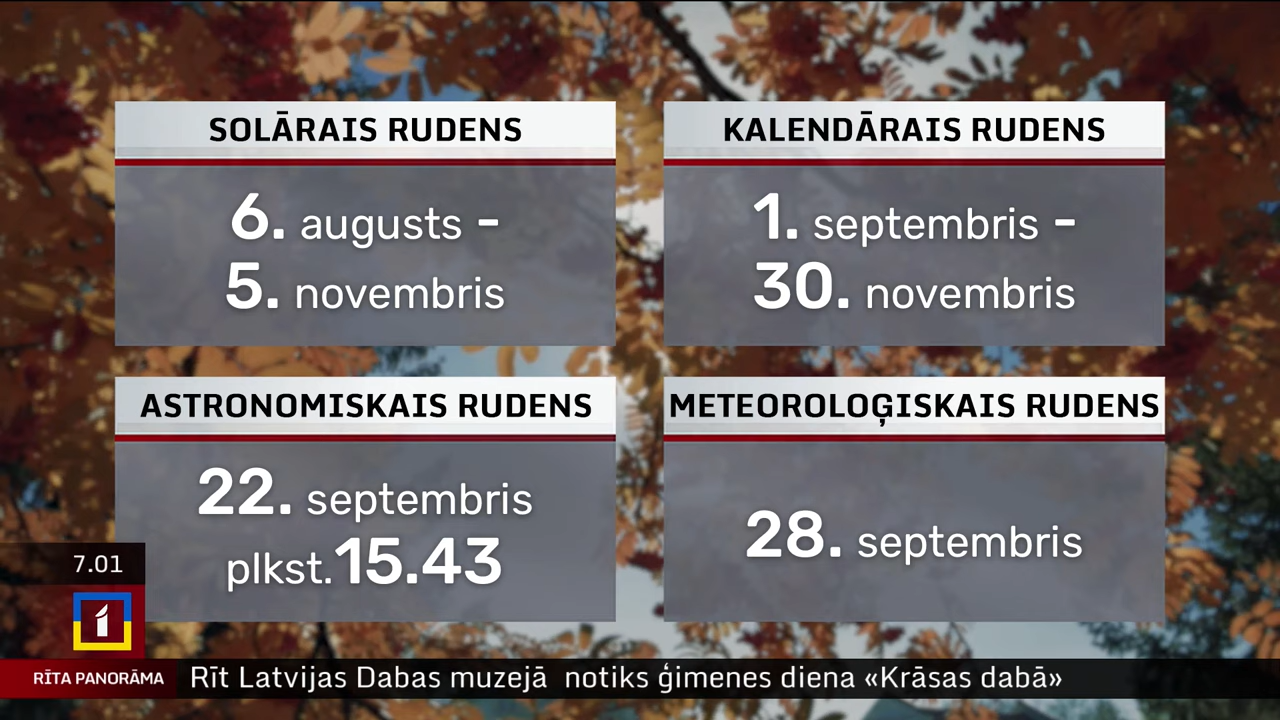 SOLĀRAIS RUDENS
6. augusts -
5. novembris
KALENDĀRAIS RUDENS
1. septembris -
30. novembris
ASTRONOMISKAIS RUDENS
22. septembris
plkst. 15.43
METEOROLOĢISKAIS RUDENS
28. septembris
7.01
1
RĪTA PANORĀMA
Rīt Latvijas Dabas muzejā notiks ģimenes diena «Krāsas dabā»